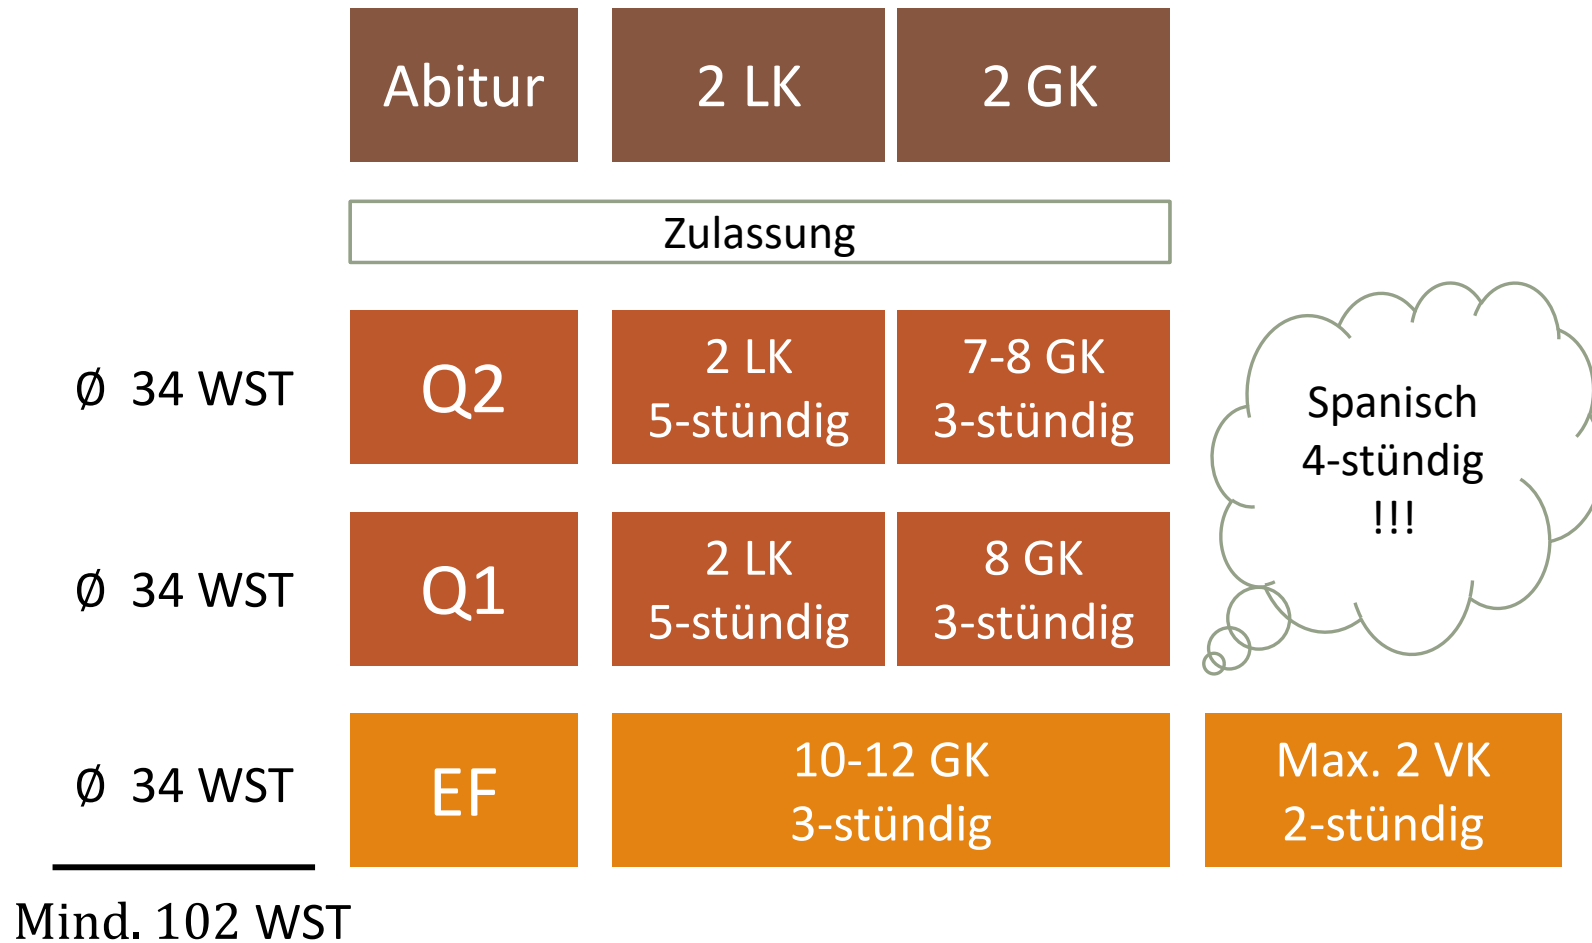 Abitur
2 LK
2 GK
Zulassung
Ø 34 WST
Q2
2 LK
5-stündig
7-8 GK
3-stündig
Spanisch
4-stündig
!!!
Ø 34 WST
Q1
2 LK
5-stündig
8 GK
3-stündig
Ø 34 WST
EF
10-12 GK
3-stündig
Max. 2 VK
2-stündig
Mind. 102 WST